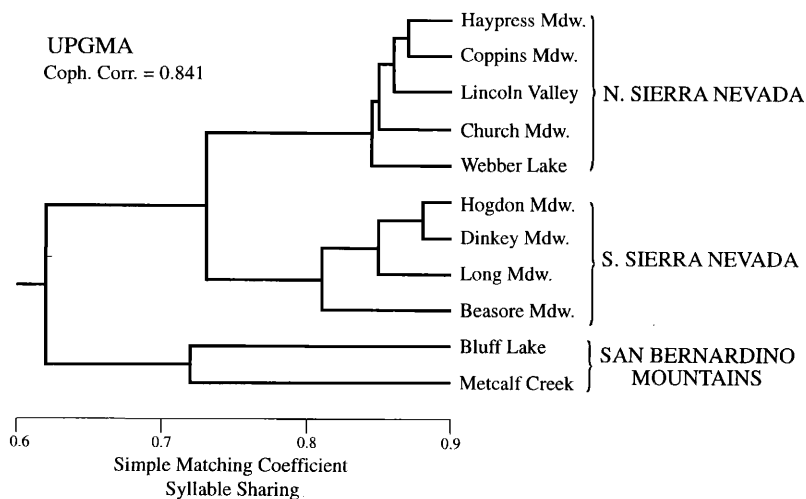 UPGMA
Coph. Corr. = 0.841
Haypress Mdw.
Coppins Mdw.
Lincoln Valley
Church Mdw.
Webber Lake
N. SIERRA NEVADA
Hogdon Mdw.
Dinkey Mdw.
Long Mdw.
Beasore Mdw.
S. SIERRA NEVADA
Bluff Lake
Metcalf Creek
SAN BERNARDINO
MOUNTAINS
0.6 0.7 0.8 0.9
Simple Matching Coefficient
Syllable Sharing